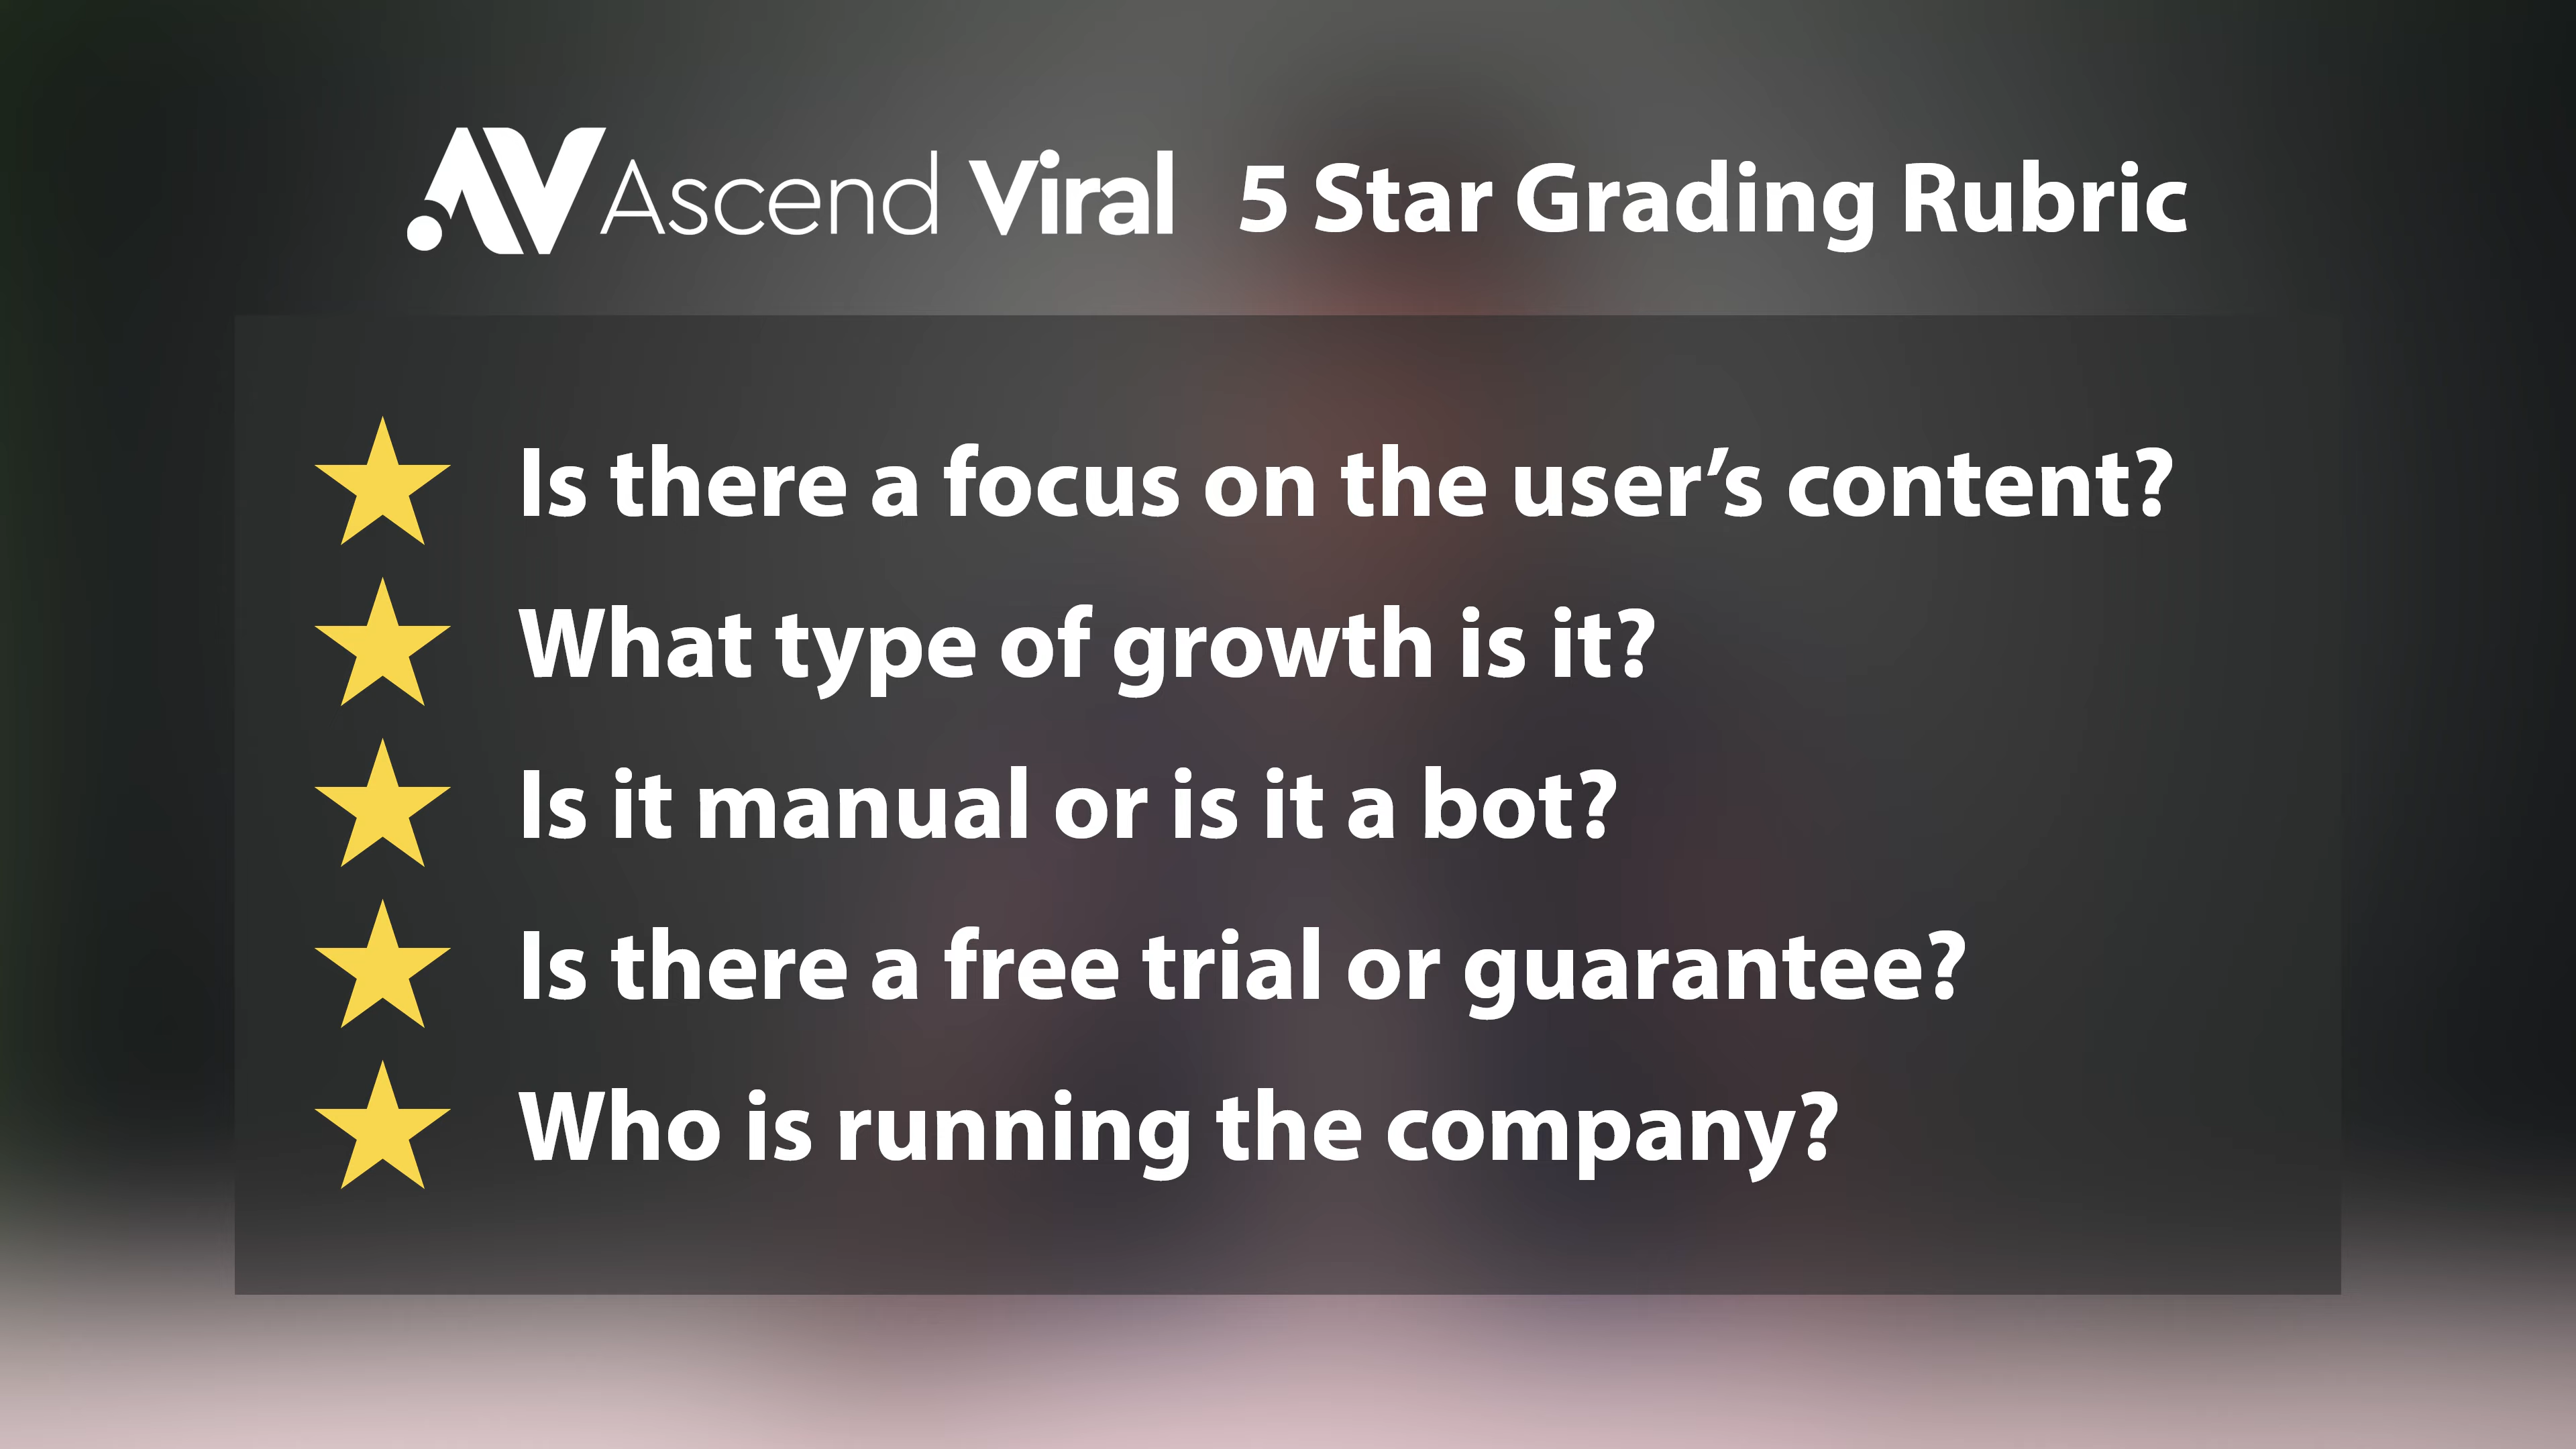 AV Ascend Viral 5 Star Grading Rubric
Is there a focus on the user’s content?
What type of growth is it?
Is it manual or is it a bot?
Is there a free trial or guarantee?
Who is running the company?